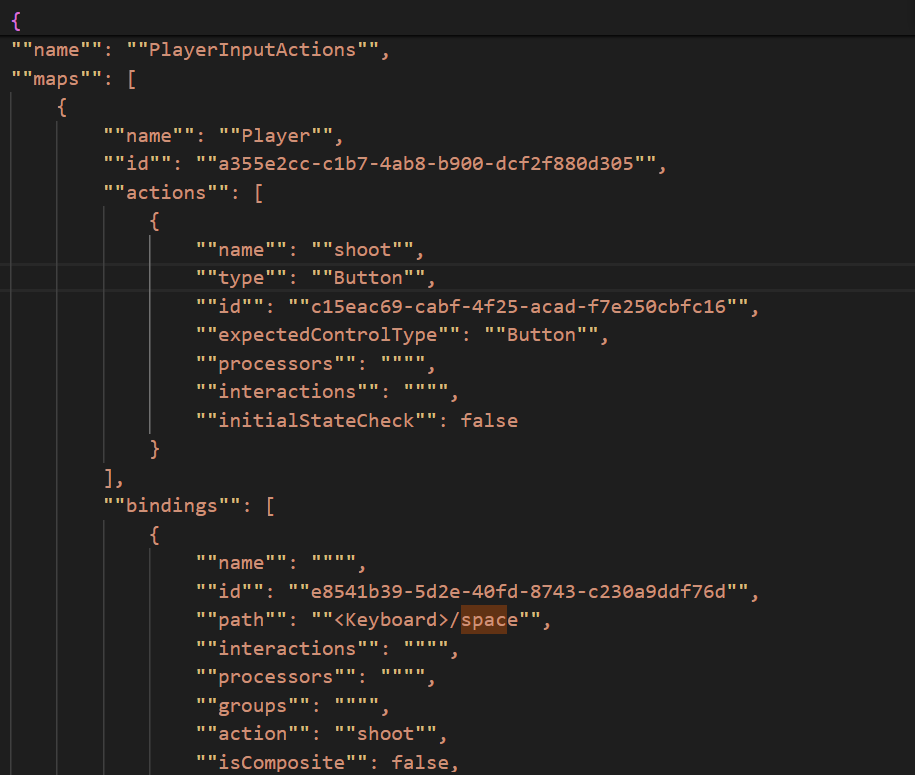 {
""name"": ""PlayerInputActions"",
""maps"": [
{
""name"": ""Player"",
""id"": ""a355e2cc-c1b7-4ab8-b900-dcf2f880d305"",
""actions"": [
{
""name"": ""shoot"",
""type"": ""Button"",
""id"": ""c15eac69-cabf-4f25-acad-f7e250cbfc16"",
""expectedControlType"": ""Button"",
""processors"": """",
""interactions"": """",
""initialStateCheck"": false
}
],
""bindings"": [
{
""name"": """",
""id"": ""e8541b39-5d2e-40fd-8743-c230a9ddf76d"",
""path"": ""<Keyboard>/space"",
""interactions"": """",
""processors"": """",
""groups"": """",
""action"": ""shoot"",
""isComposite"": false,